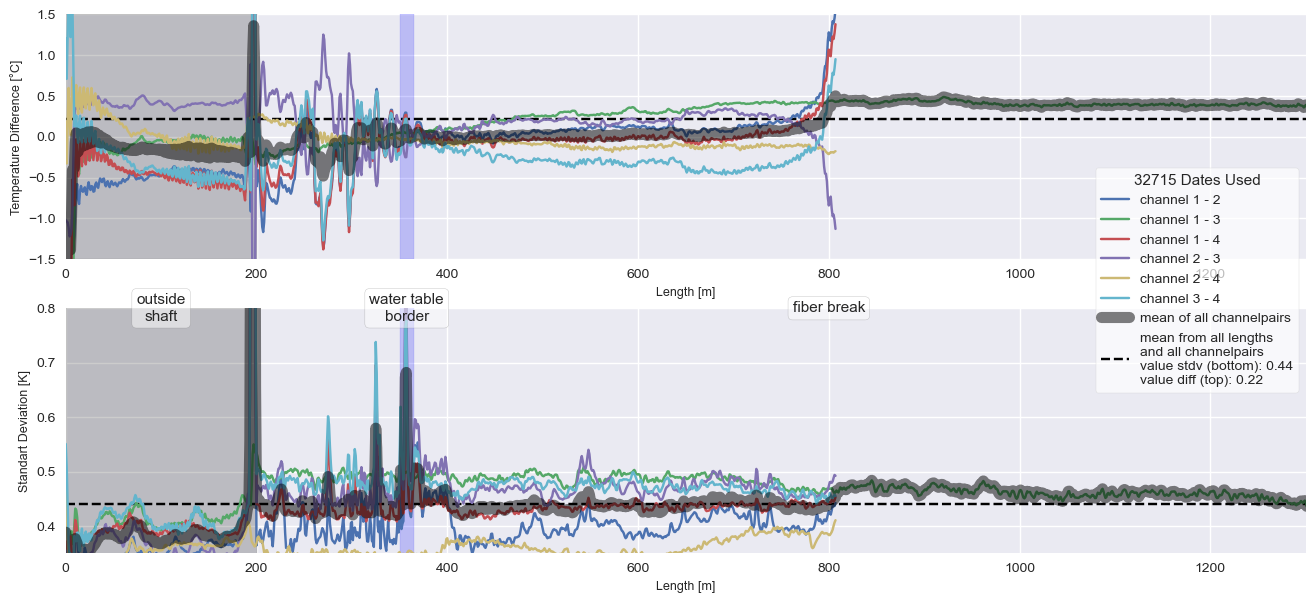 1.5
1.0
0.5
0.0
−0.5
−1.0
−1.5
Temperature Difference [°C]
0
200
400
600
800
1000
1200
Length [m]
32715 Dates Used
channel 1 - 2
channel 1 - 3
channel 1 - 4
channel 2 - 3
channel 2 - 4
channel 3 - 4
mean of all channelpairs
mean from all lengths
and all channelpairs
value stdv (bottom): 0.44
value diff (top): 0.22
outside
shaft
water table
border
fiber break
0.8
0.7
0.6
0.5
0.4
Standart Deviation [K]
0
200
400
600
800
1000
1200
Length [m]